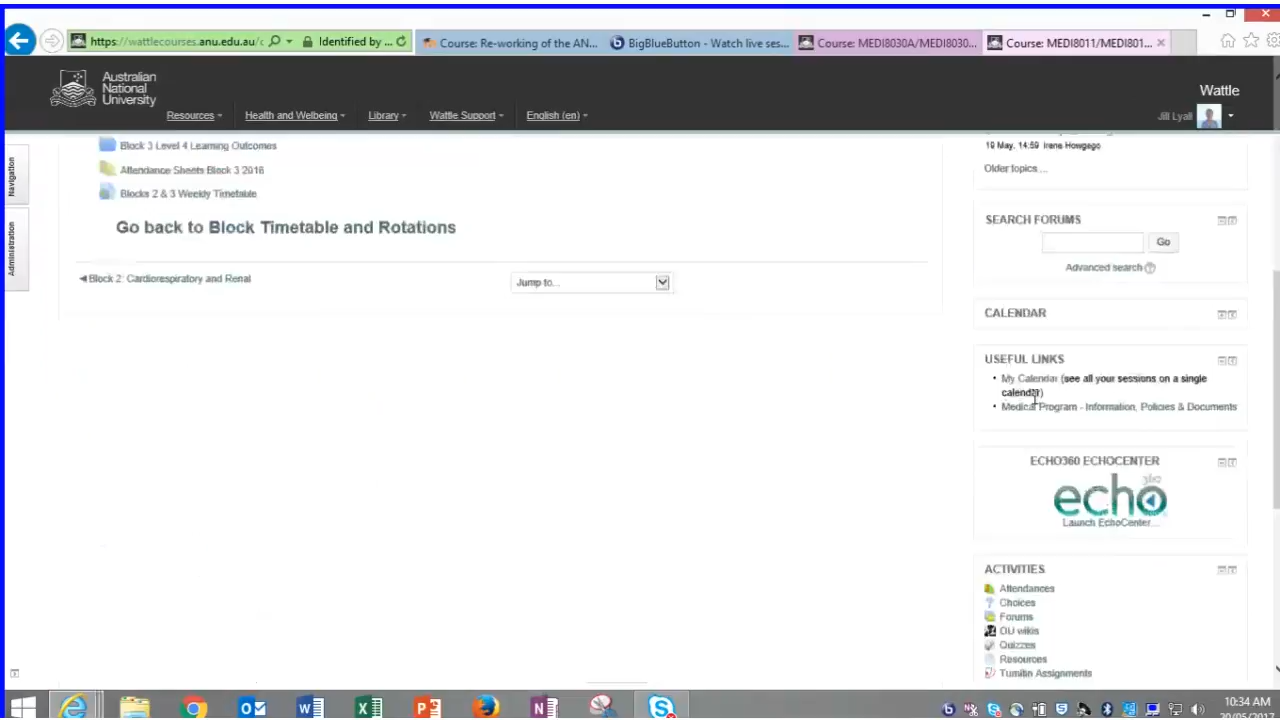 https://wattlecourses.anu.edu.au/c
Identified by ...
Course: Re-working of the AN...
BigBlueButton - Watch live ses...
Course: MEDI8030A/MEDI8030...
Course: MEDI8011/MEDI801...
Australian
National
University
Wattle
Resources
Health and Wellbeing
Library
Wattle Support
English (en)
Jill Lyall
Navigation
Administration
Block 3 Level 4 Learning Outcomes
Attendance Sheets Block 3 2016
Blocks 2 & 3 Weekly Timetable
Go back to Block Timetable and Rotations
Block 2: Cardiorespiratory and Renal
Jump to...
19 May, 14:59 Irene Howgego
Older topics ...
SEARCH FORUMS
Go
Advanced search
CALENDAR
USEFUL LINKS
My Calendar (see all your sessions on a single
calendar)
Medical Program - Information, Policies & Documents
ECHO360 ECHOCENTER
echo 360
Launch EchoCenter...
ACTIVITIES
Attendances
Choices
Forums
OU wikis
Quizzes
Resources
Turnitin Assignments
10:34 AM
20/05/2017